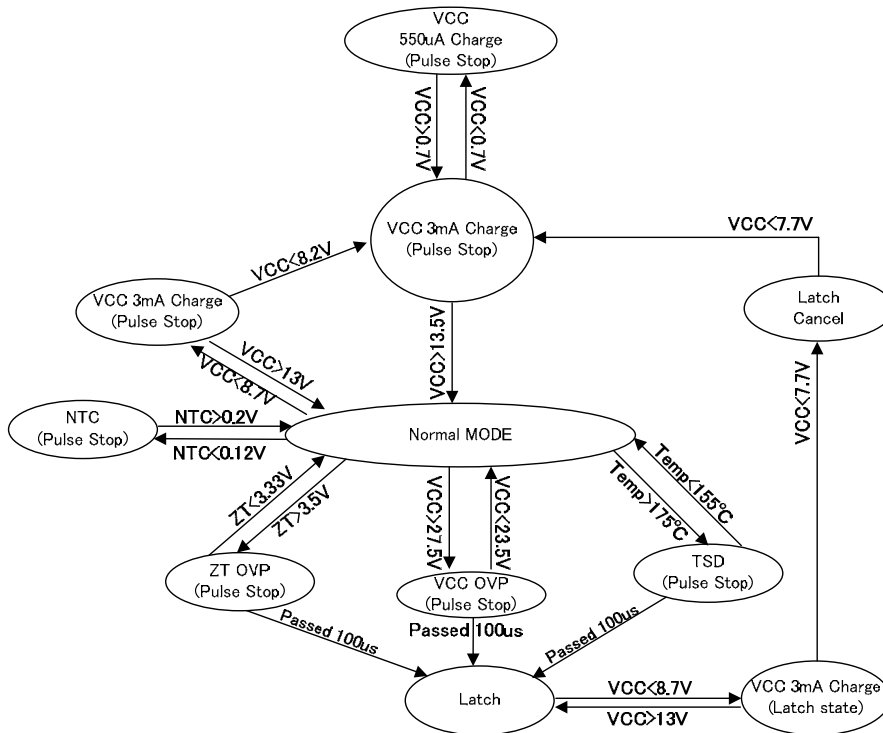 VCC
550uA Charge
(Pulse Stop)
VCC>0.7V
VCC<0.7V
VCC 3mA Charge
(Pulse Stop)
VCC<7.7V
VCC<8.2V
VCC 3mA Charge
(Pulse Stop)
Latch
Cancel
VCC>13V
VCC<8.7V
VCC>13.5V
VCC<7.7V
NTC
(Pulse Stop)
NTC>0.2V
NTC<0.12V
Normal MODE
ZT<3.33V
ZT>3.5V
VCC>27.5V
VCC<23.5V
Temp<155°C
Temp>175°C
ZT OVP
(Pulse Stop)
VCC OVP
(Pulse Stop)
TSD
(Pulse Stop)
Passed 100us
Passed 100us
Passed 100us
Latch
VCC<8.7V
VCC>13V
VCC 3mA Charge
(Latch state)